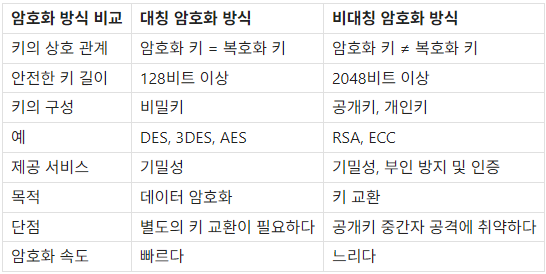 암호화 방식 비교 대칭 암호화 방식 비대칭 암호화 방식
키의 상호 관계 암호화 키 = 복호화 키 암호화 키 ≠ 복호화 키
안전한 키 길이 128비트 이상 2048비트 이상
키의 구성 비밀키 공개키, 개인키
예 DES, 3DES, AES RSA, ECC
제공 서비스 기밀성 기밀성, 부인 방지 및 인증
목적 데이터 암호화 키 교환
단점 별도의 키 교환이 필요하다 공개키 중간자 공격에 취약하다
암호화 속도 빠르다 느리다